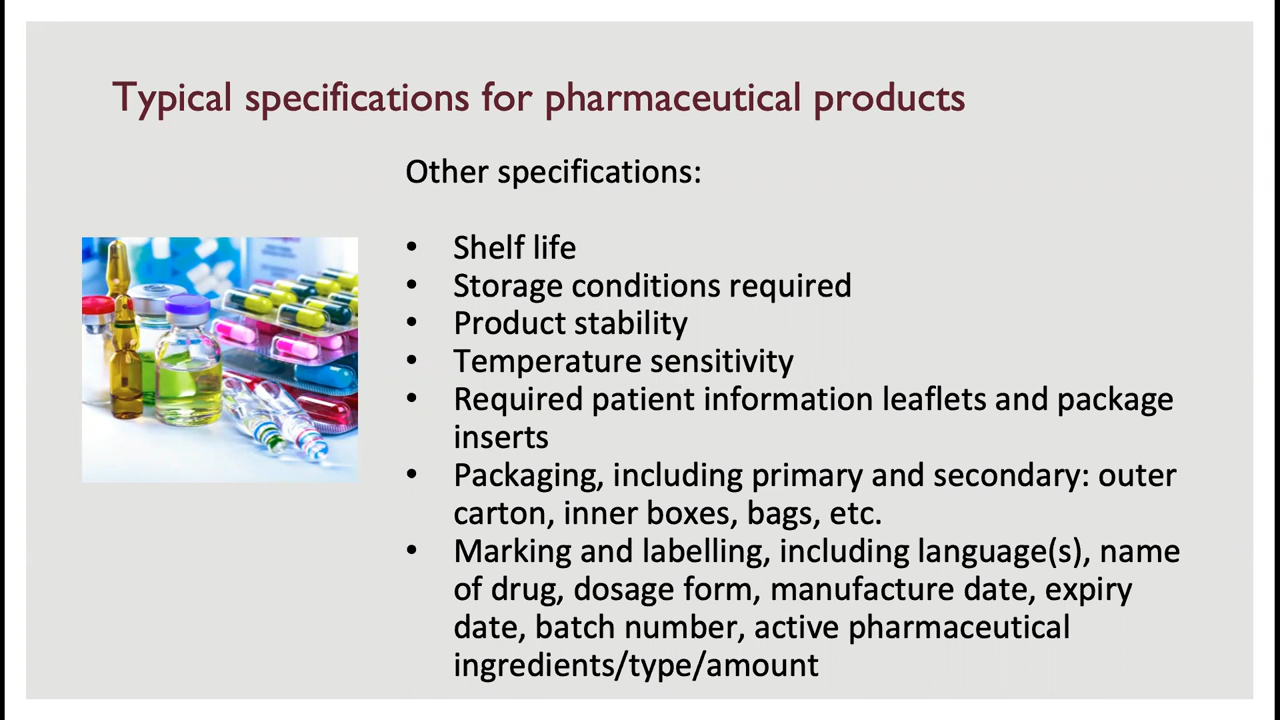 Typical specifications for pharmaceutical products
Other specifications:
• Shelf life
• Storage conditions required
• Product stability
• Temperature sensitivity
• Required patient information leaflets and package
inserts
• Packaging, including primary and secondary: outer
carton, inner boxes, bags, etc.
• Marking and labelling, including language(s), name
of drug, dosage form, manufacture date, expiry
date, batch number, active pharmaceutical
ingredients/type/amount